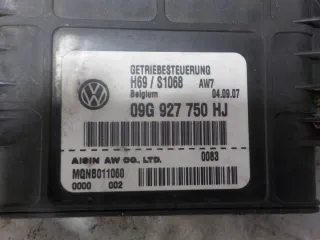 GETRIEBESTEUERUNG
H69 / S1068 AW7
Belgium 04.09.07
09G 927 750 HJ
0083
AISIN AW CO., LTD.
MQNB011060
0000 002